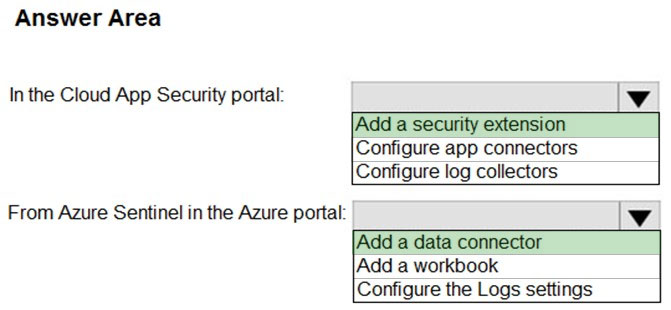 Answer Area
In the Cloud App Security portal:
Add a security extension
Configure app connectors
Configure log collectors
From Azure Sentinel in the Azure portal:
Add a data connector
Add a workbook
Configure the Logs settings